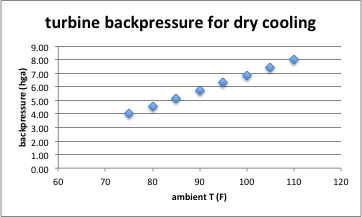 turbine backpressure for dry cooling
9.00
8.00
7.00
6.00
5.00
4.00
3.00
2.00
1.00
0.00
backpressure (hga)
60 70 80 90 100 110 120
ambient T (F)